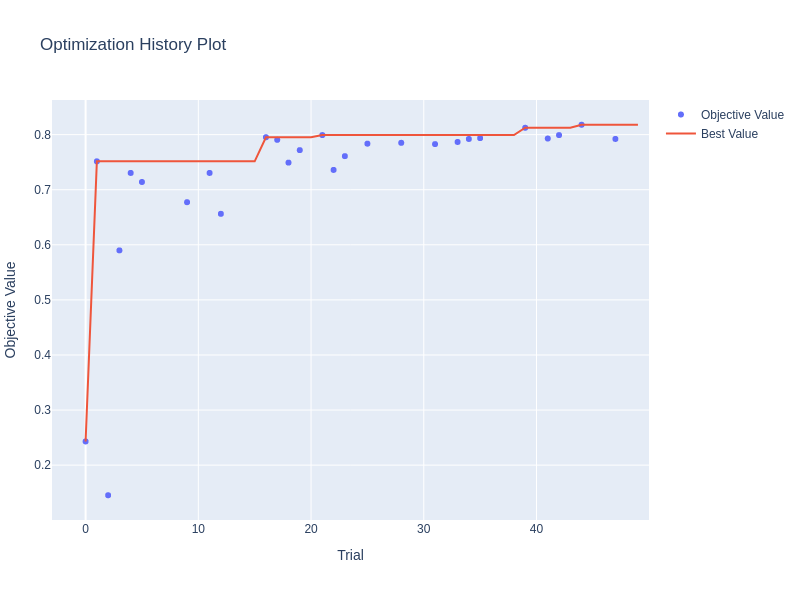 Optimization History Plot
Objective Value
Best Value
0.8
0.7
0.6
0.5
0.4
0.3
0.2
Objective Value
0 10 20 30 40
Trial